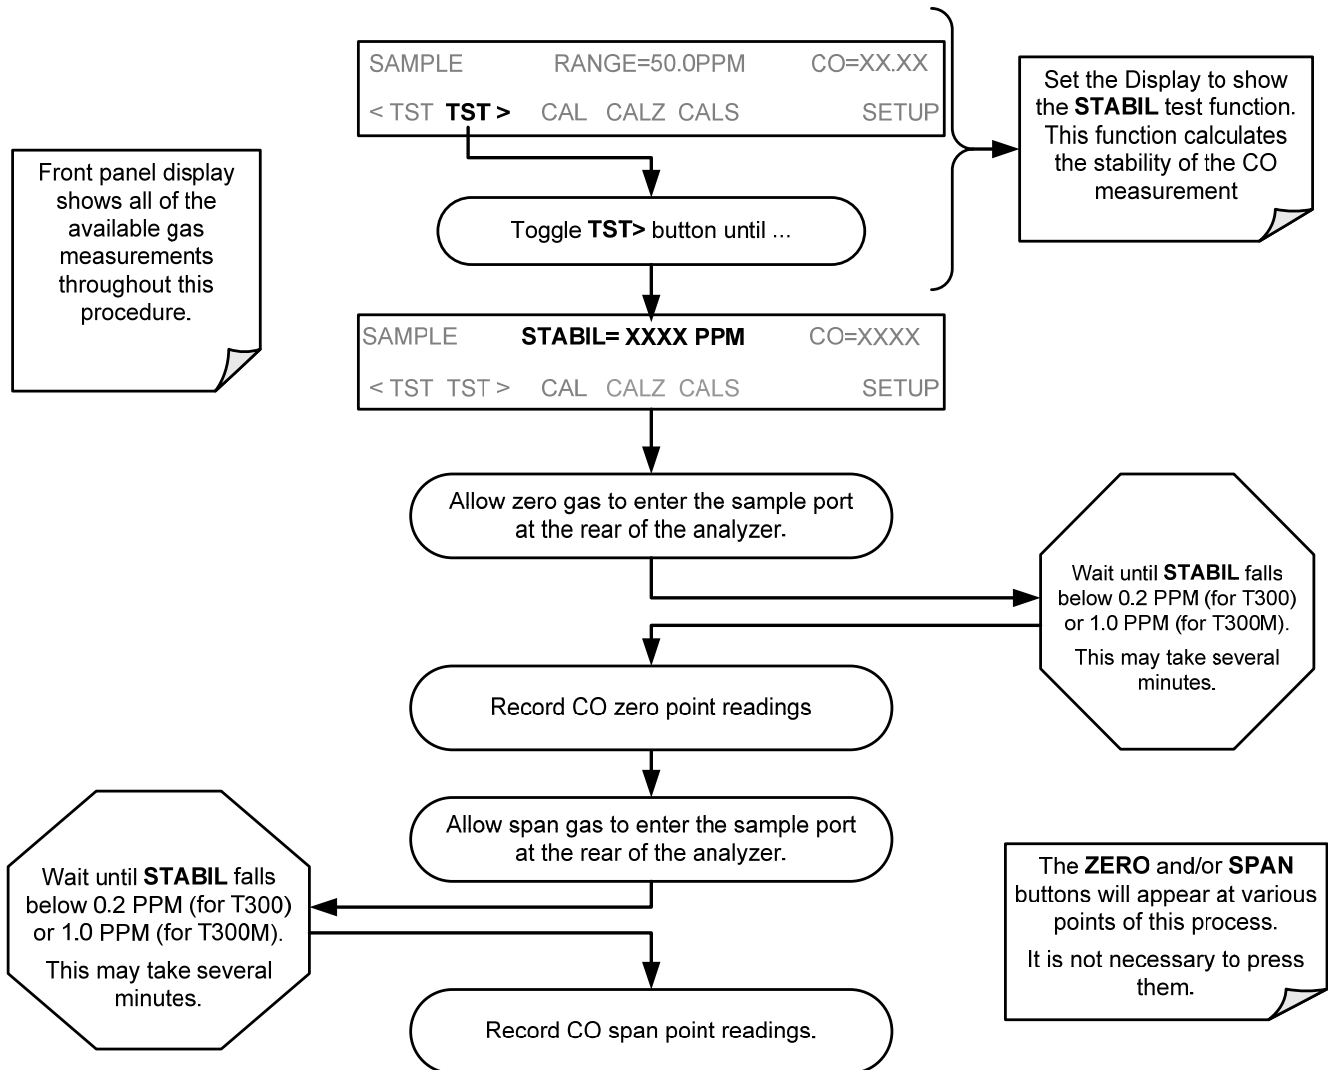 SAMPLE RANGE=50.0PPM CO=XX.XX
< TST TST > CAL CALZ CALS SETUP
Set the Display to show
the STABIL test function.
This function calculates
the stability of the CO
measurement
Front panel display
shows all of the
available gas
measurements
throughout this
procedure.
Toggle TST> button until ...
SAMPLE STABIL= XXXX PPM CO=XXXX
< TST TST > CAL CALZ CALS SETUP
Allow zero gas to enter the sample port
at the rear of the analyzer.
Wait until STABIL falls
below 0.2 PPM (for T300)
or 1.0 PPM (for T300M).
This may take several
minutes.
Record CO zero point readings
Allow span gas to enter the sample port
at the rear of the analyzer.
Wait until STABIL falls
below 0.2 PPM (for T300)
or 1.0 PPM (for T300M).
This may take several
minutes.
The ZERO and/or SPAN
buttons will appear at various
points of this process.
It is not necessary to press
them.
Record CO span point readings.